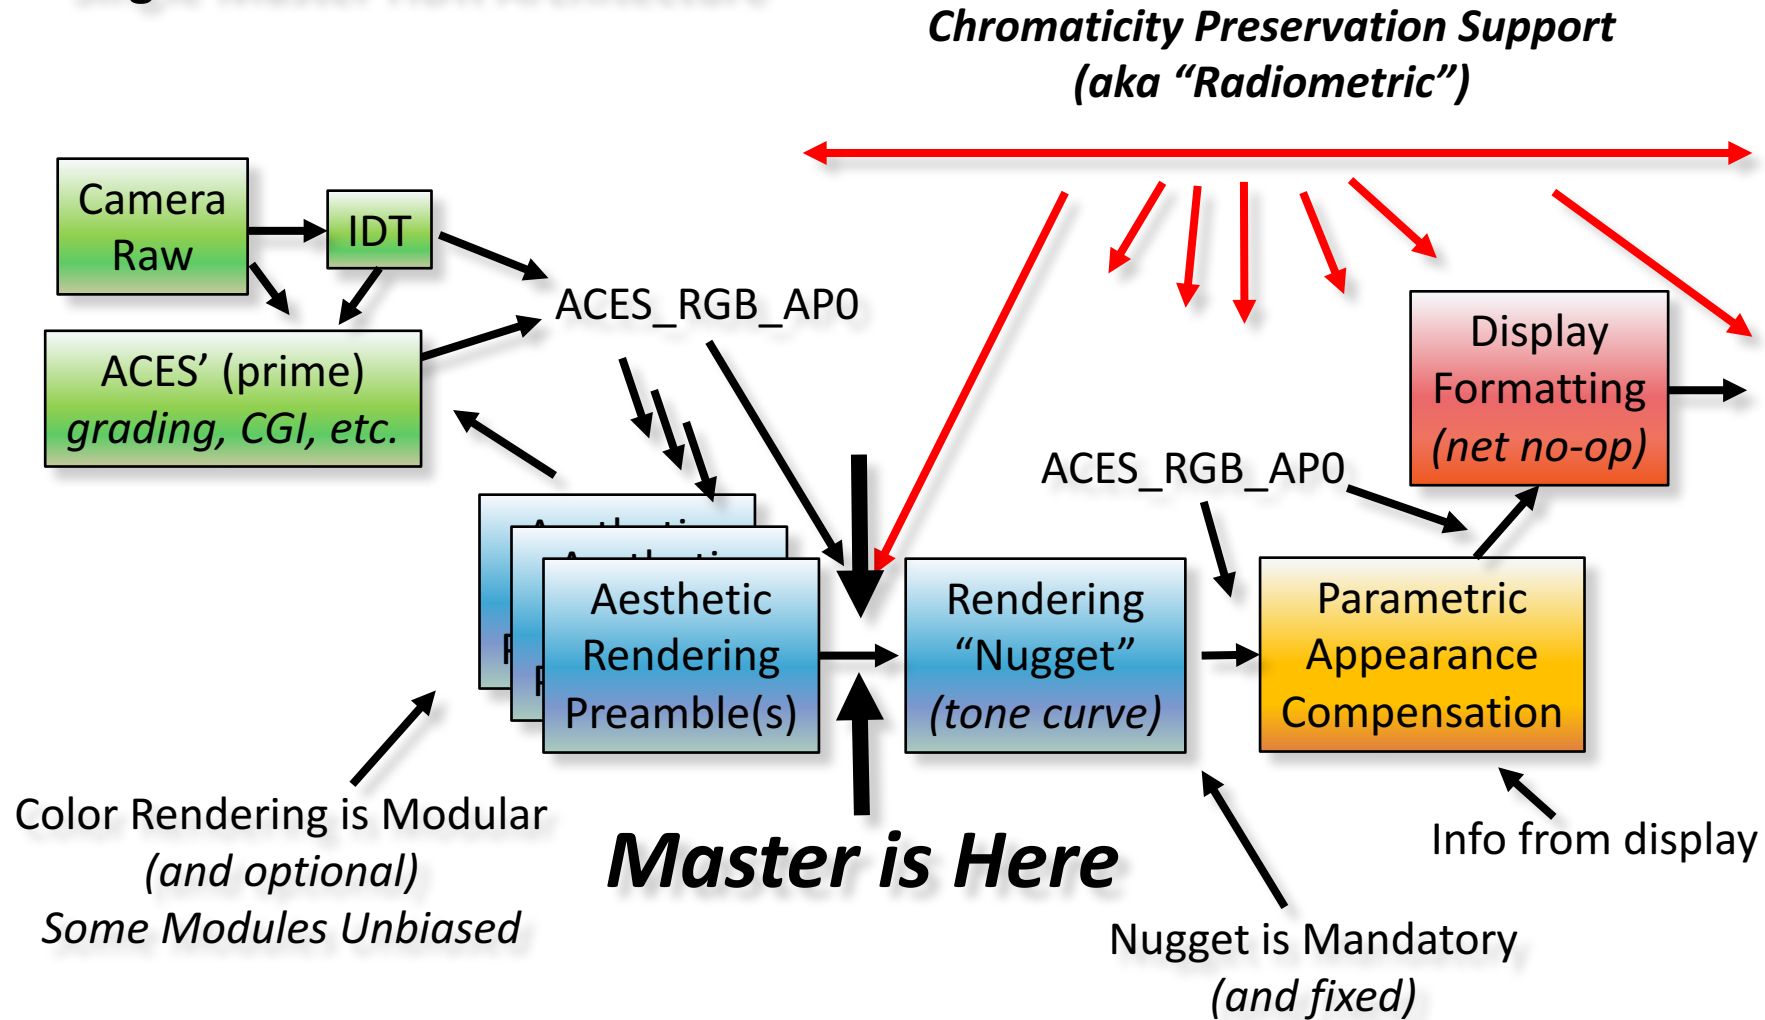 Chromaticity Preservation Support
(aka “Radiometric”)
Camera
Raw
IDT
ACES_RGB_AP0
ACES’ (prime)
grading, CGI, etc.
Display
Formatting
(net no-op)
ACES_RGB_AP0
Aesthetic
Rendering
Preamble(s)
Rendering
“Nugget”
(tone curve)
Parametric
Appearance
Compensation
Color Rendering is Modular
(and optional)
Some Modules Unbiased
Master is Here
Info from display
Nugget is Mandatory
(and fixed)